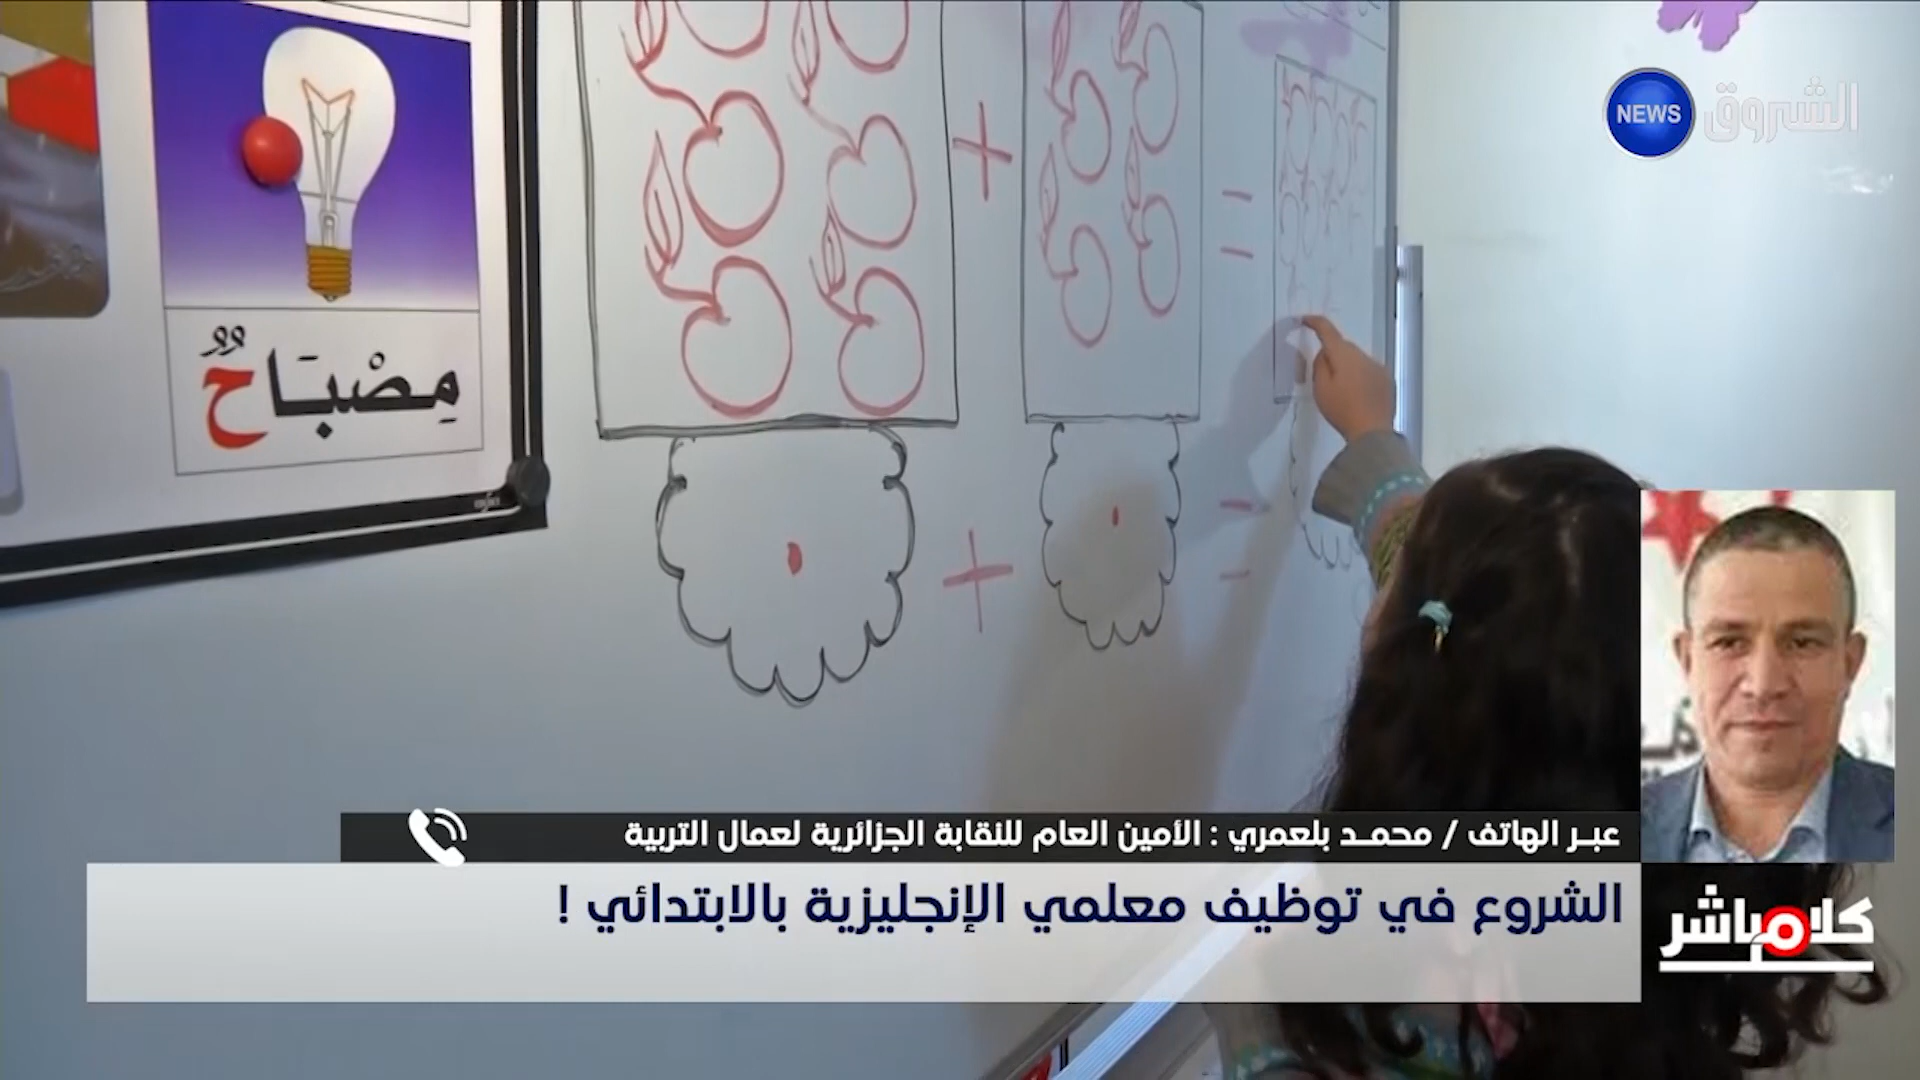 NEWS الشروق
مِصْبَاحٌ
عبر الهاتف / محمد بلعمري : الأمين العام للنقابة الجزائرية لعمال التربية
الشروع في توظيف معلمي الإنجليزية بالابتدائي !
كلام مباشر